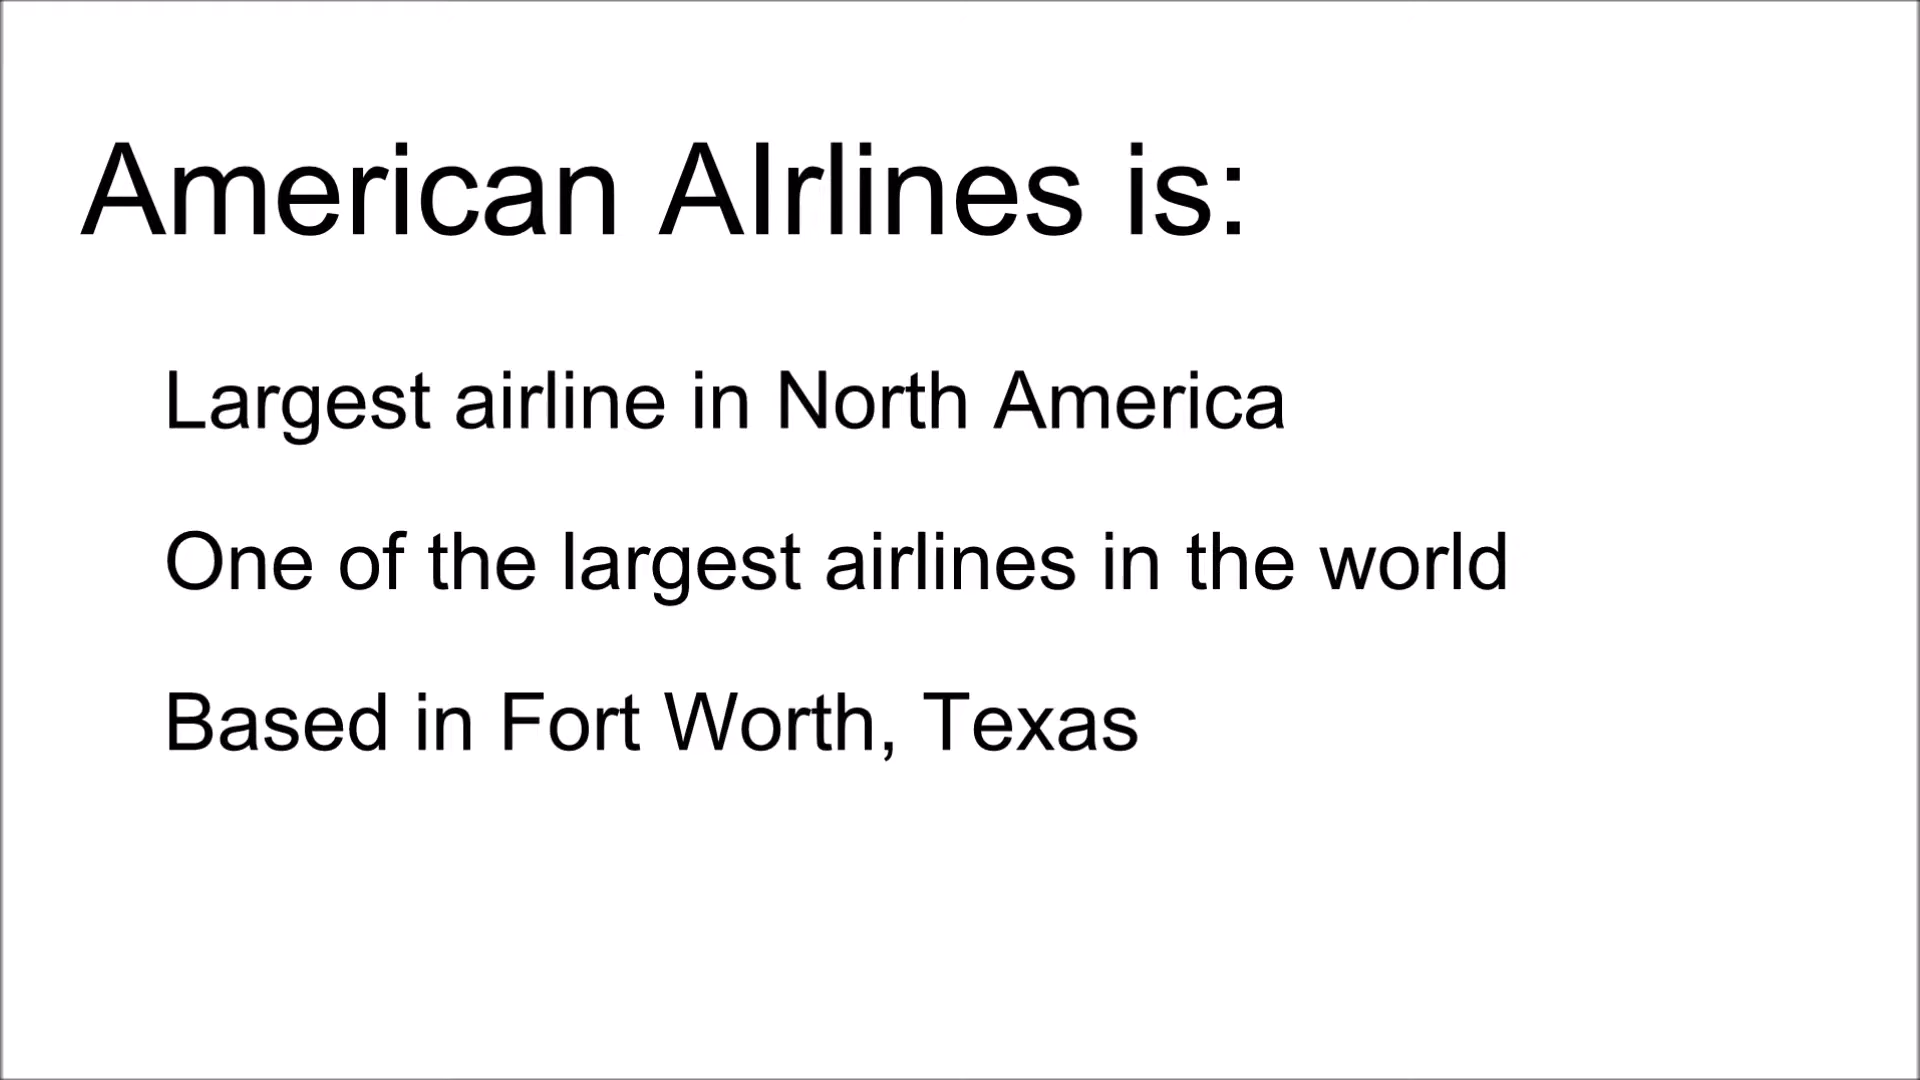 American AIrlines is:
Largest airline in North America
One of the largest airlines in the world
Based in Fort Worth, Texas